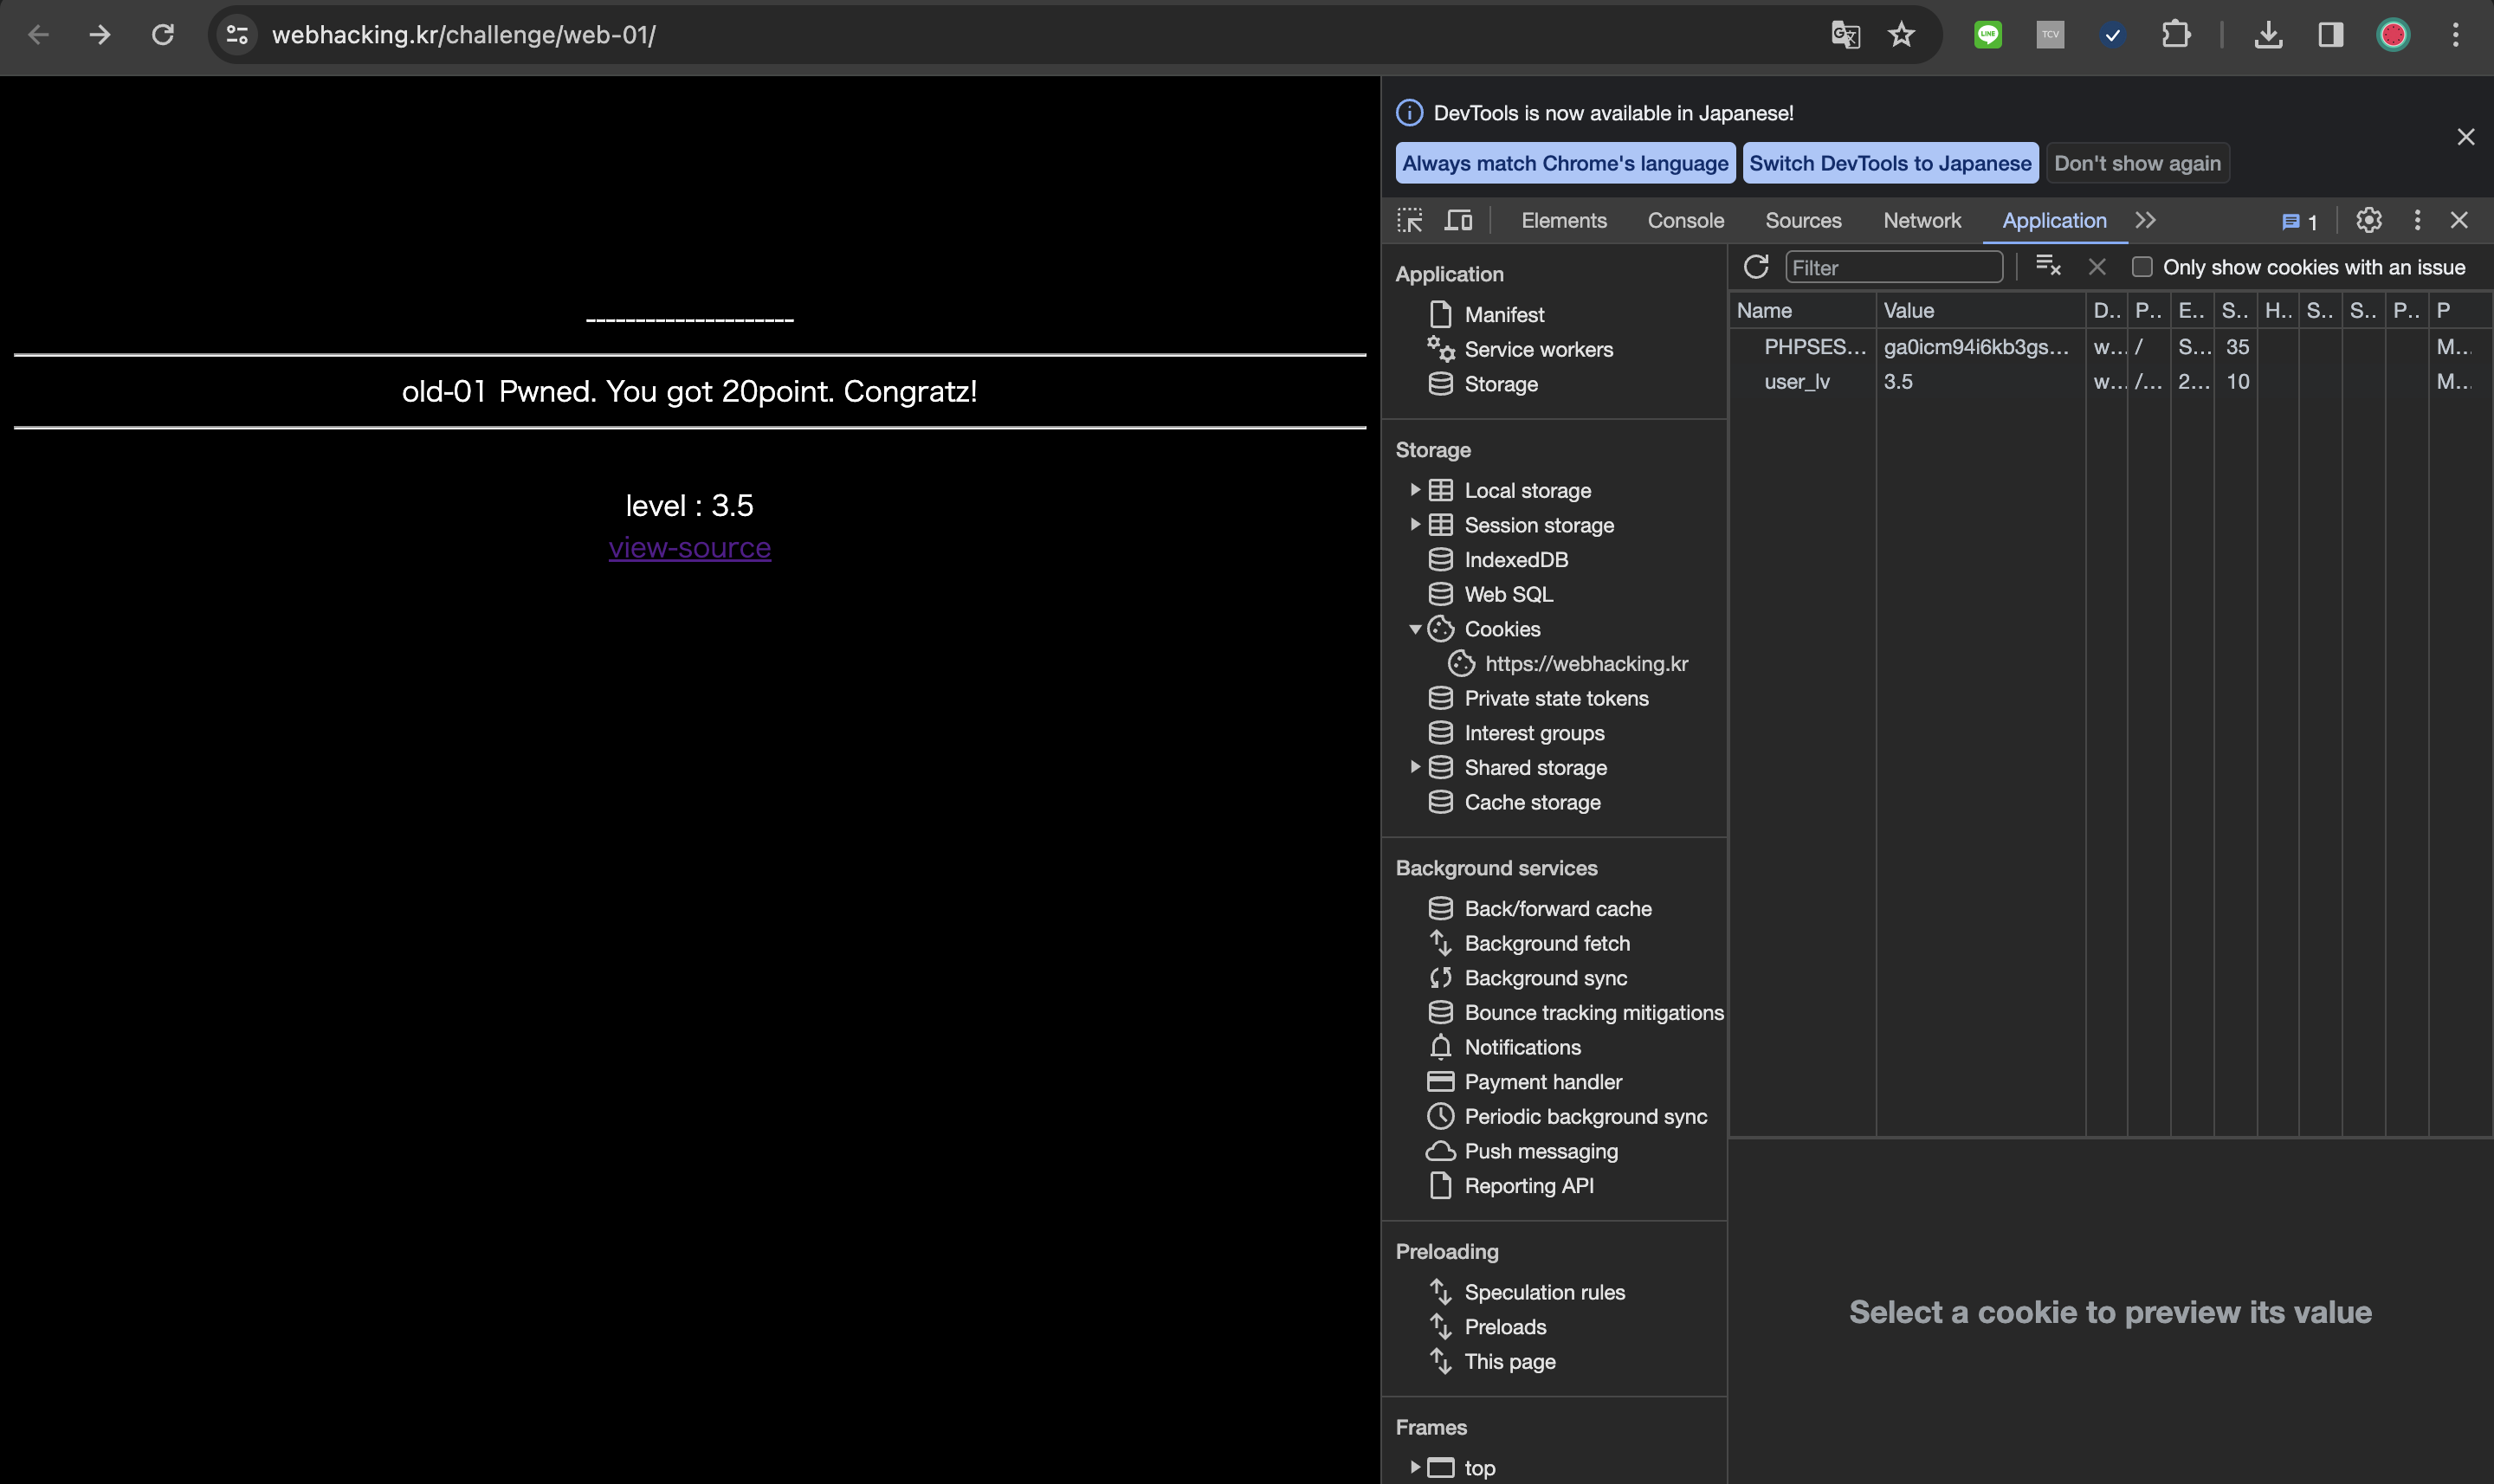 webhacking.kr/challenge/web-01/
LINE
TCV
---------------------
old-01 Pwned. You got 20point. Congratz!
level : 3.5
view-source
DevTools is now available in Japanese!
Always match Chrome's language
Switch DevTools to Japanese
Don't show again
Elements
Console
Sources
Network
Application
1
Application
Manifest
Service workers
Storage
Storage
Local storage
Session storage
IndexedDB
Web SQL
Cookies
https://webhacking.kr
Private state tokens
Interest groups
Shared storage
Cache storage
Background services
Back/forward cache
Background fetch
Background sync
Bounce tracking mitigations
Notifications
Payment handler
Periodic background sync
Push messaging
Reporting API
Preloading
Speculation rules
Preloads
This page
Frames
top
Filter
Only show cookies with an issue
Name Value D.. P.. E.. S.. H.. S.. S.. P.. P
PHPSES... ga0icm94i6kb3gs... w... / S... 35 M...
user_lv 3.5 w... /... 2... 10 M...
Select a cookie to preview its value